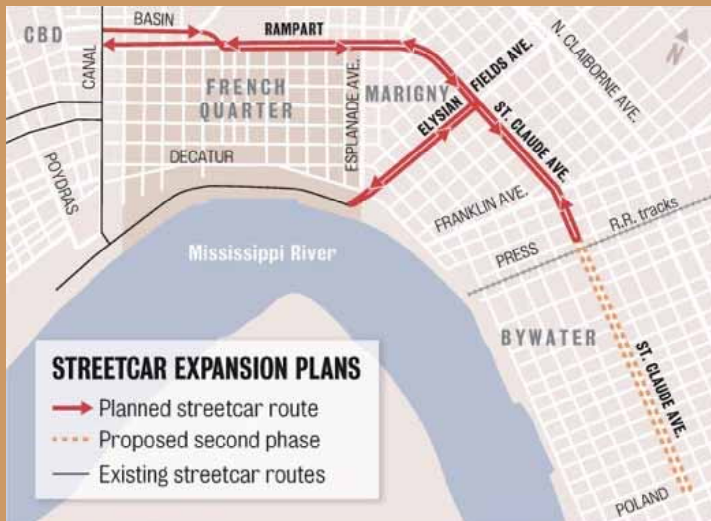 CBD
BASIN
RAMPART
CANAL
EXISTING
FRENCH
QUARTER
ESPLANADE AVE.
MARIGNY
ELYSIAN FIELDS AVE.
N. CLAIBORNE AVE.
N
ST. CLAUDE AVE.
POYDRAS
DECATUR
FRANKLIN AVE.
R.R. tracks
PRESS
Mississippi River
BYWATER
ST. CLAUDE AVE.
POLAND
STREETCAR EXPANSION PLANS
Planned streetcar route
Proposed second phase
Existing streetcar routes